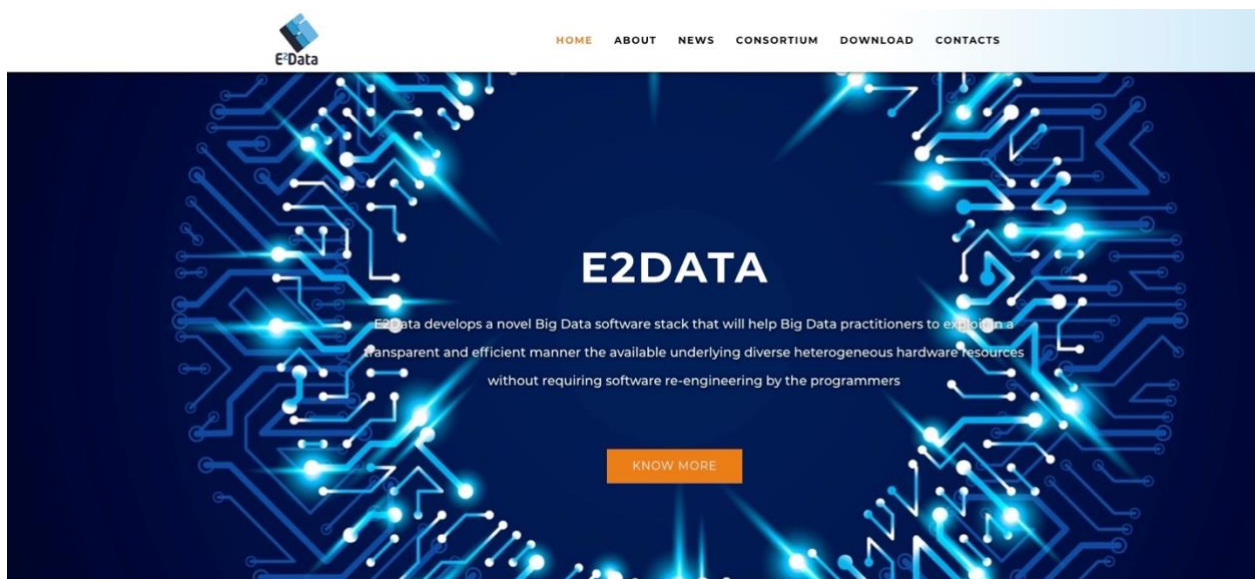 E²Data
HOME ABOUT NEWS CONSORTIUM DOWNLOAD CONTACTS
E2DATA
E2Data develops a novel Big Data software stack that will help Big Data practitioners to exploit in a
transparent and efficient manner the available underlying diverse heterogeneous hardware resources
without requiring software re-engineering by the programmers
KNOW MORE